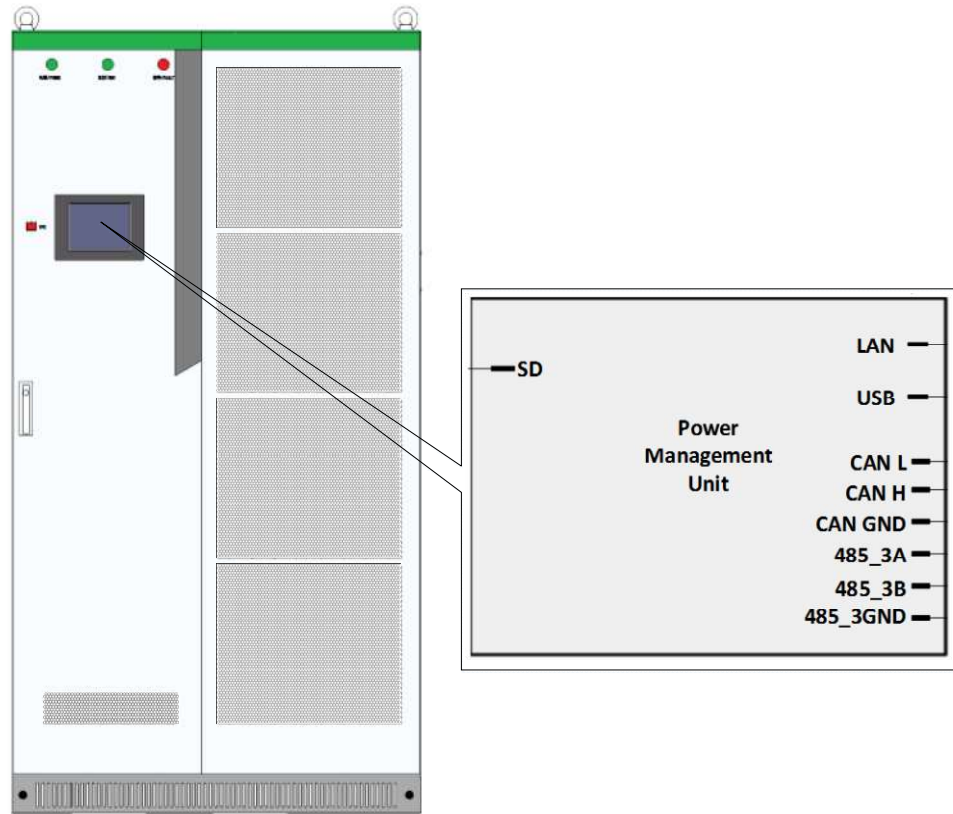 LAN
SD
USB
Power
Management
Unit
CAN L
CAN H
CAN GND
485_3A
485_3B
485_3GND